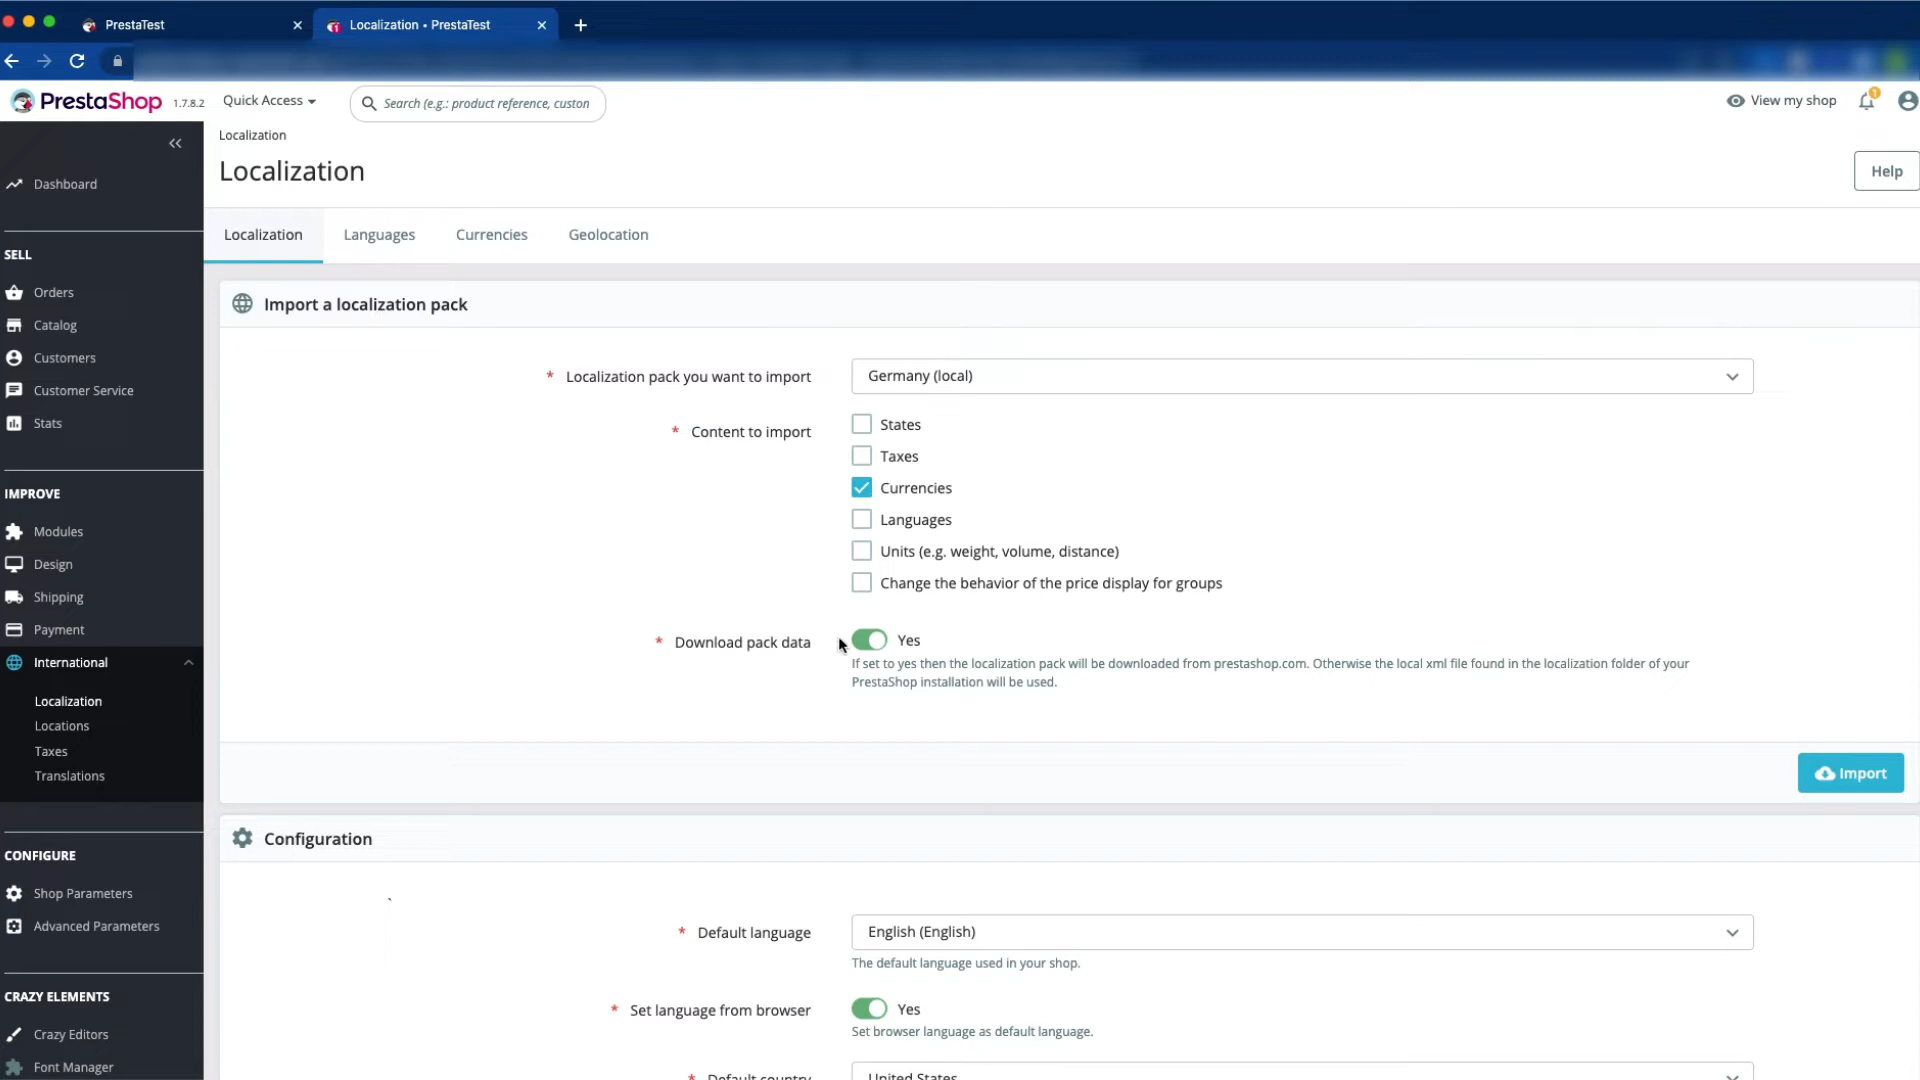 PrestaTest
Localization • PrestaTest
PrestaShop 1.7.8.2
Quick Access
Search (e.g.: product reference, custon
View my shop
1
Localization
Localization
Help
Localization
Languages
Currencies
Geolocation
Dashboard
SELL
Orders
Catalog
Customers
Customer Service
Stats
IMPROVE
Modules
Design
Shipping
Payment
International
Localization
Locations
Taxes
Translations
CONFIGURE
Shop Parameters
Advanced Parameters
CRAZY ELEMENTS
Crazy Editors
Font Manager
Import a localization pack
* Localization pack you want to import
Germany (local)
* Content to import
States
Taxes
Currencies
Languages
Units (e.g. weight, volume, distance)
Change the behavior of the price display for groups
* Download pack data
Yes
If set to yes then the localization pack will be downloaded from prestashop.com. Otherwise the local xml file found in the localization folder of your
PrestaShop installation will be used.
Import
Configuration
* Default language
English (English)
The default language used in your shop.
* Set language from browser
Yes
Set browser language as default language.
* Default country
United States